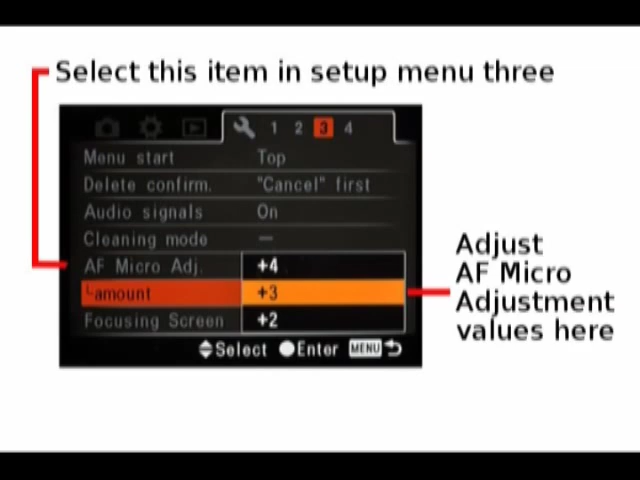 Select this item in setup menu three
1 2 3 4
Menu start Top
Delete confirm. "Cancel" first
Audio signals On
Cleaning mode —
AF Micro Adj. +4
└amount +3
Focusing Screen +2
Select Enter MENU
Adjust
AF Micro
Adjustment
values here